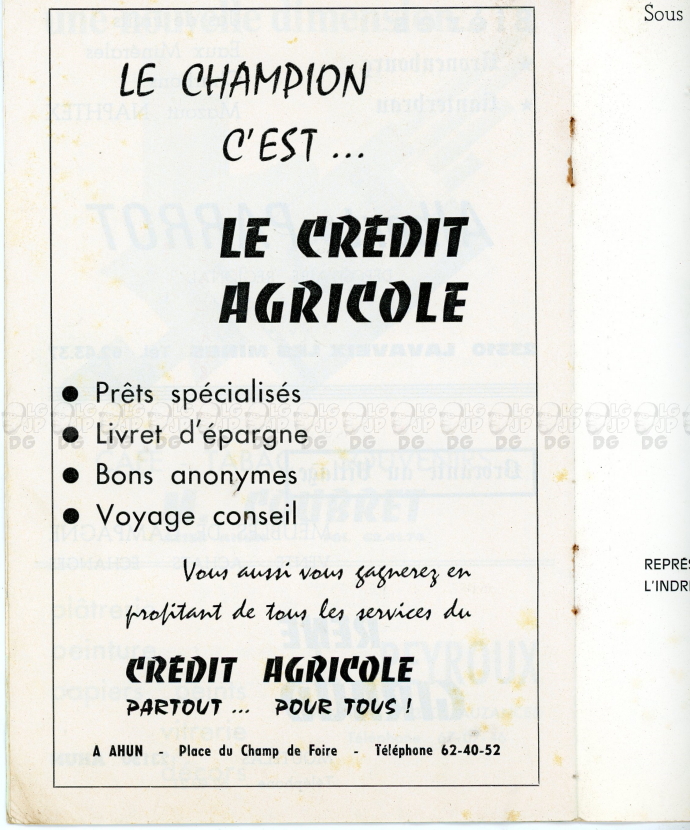 LE CHAMPION
C'EST ...
LE CRÉDIT
AGRICOLE
● Prêts spécialisés
● Livret d'épargne
● Bons anonymes
● Voyage conseil
Vous aussi vous gagnerez en
profitant de tous les services du
CRÉDIT AGRICOLE
PARTOUT ... POUR TOUS !
A AHUN - Place du Champ de Foire - Téléphone 62-40-52
Sous
REPRÉS
L'INDR